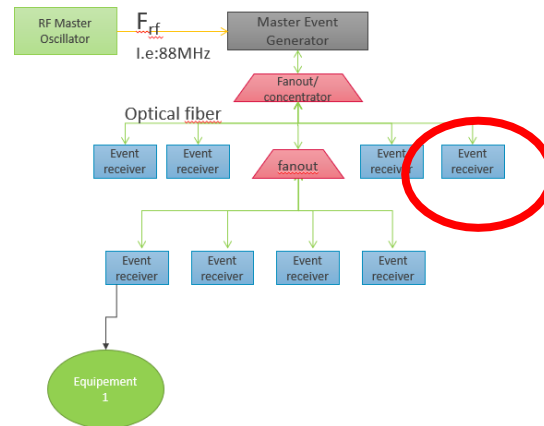 RF Master
Oscillator
F_rf
I.e:88MHz
Master Event
Generator
Fanout/
concentrator
Optical fiber
Event
receiver
Event
receiver
fanout
Event
receiver
Event
receiver
Event
receiver
Event
receiver
Event
receiver
Event
receiver
Equipement
1